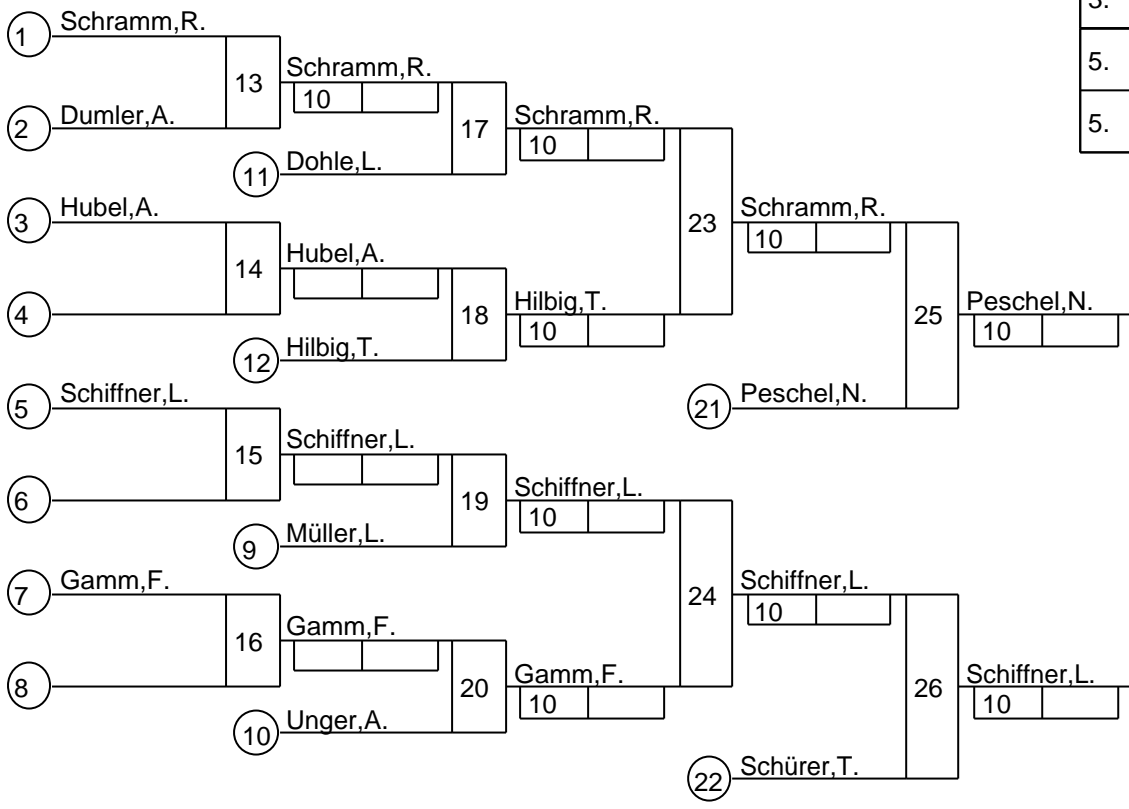 3.
5.
5.
1 Schramm,R.
13
Schramm,R.
10
2 Dumler,A.
17
Schramm,R.
10
11 Dohle,L.
3 Hubel,A.
23
Schramm,R.
10
14
Hubel,A.
4
18
Hilbig,T.
10
12 Hilbig,T.
25
Peschel,N.
10
5 Schiffner,L.
21 Peschel,N.
15
Schiffner,L.
6
19
Schiffner,L.
10
9 Müller,L.
7 Gamm,F.
24
Schiffner,L.
10
16
Gamm,F.
8
20
Gamm,F.
10
10 Unger,A.
26
Schiffner,L.
10
22 Schürer,T.